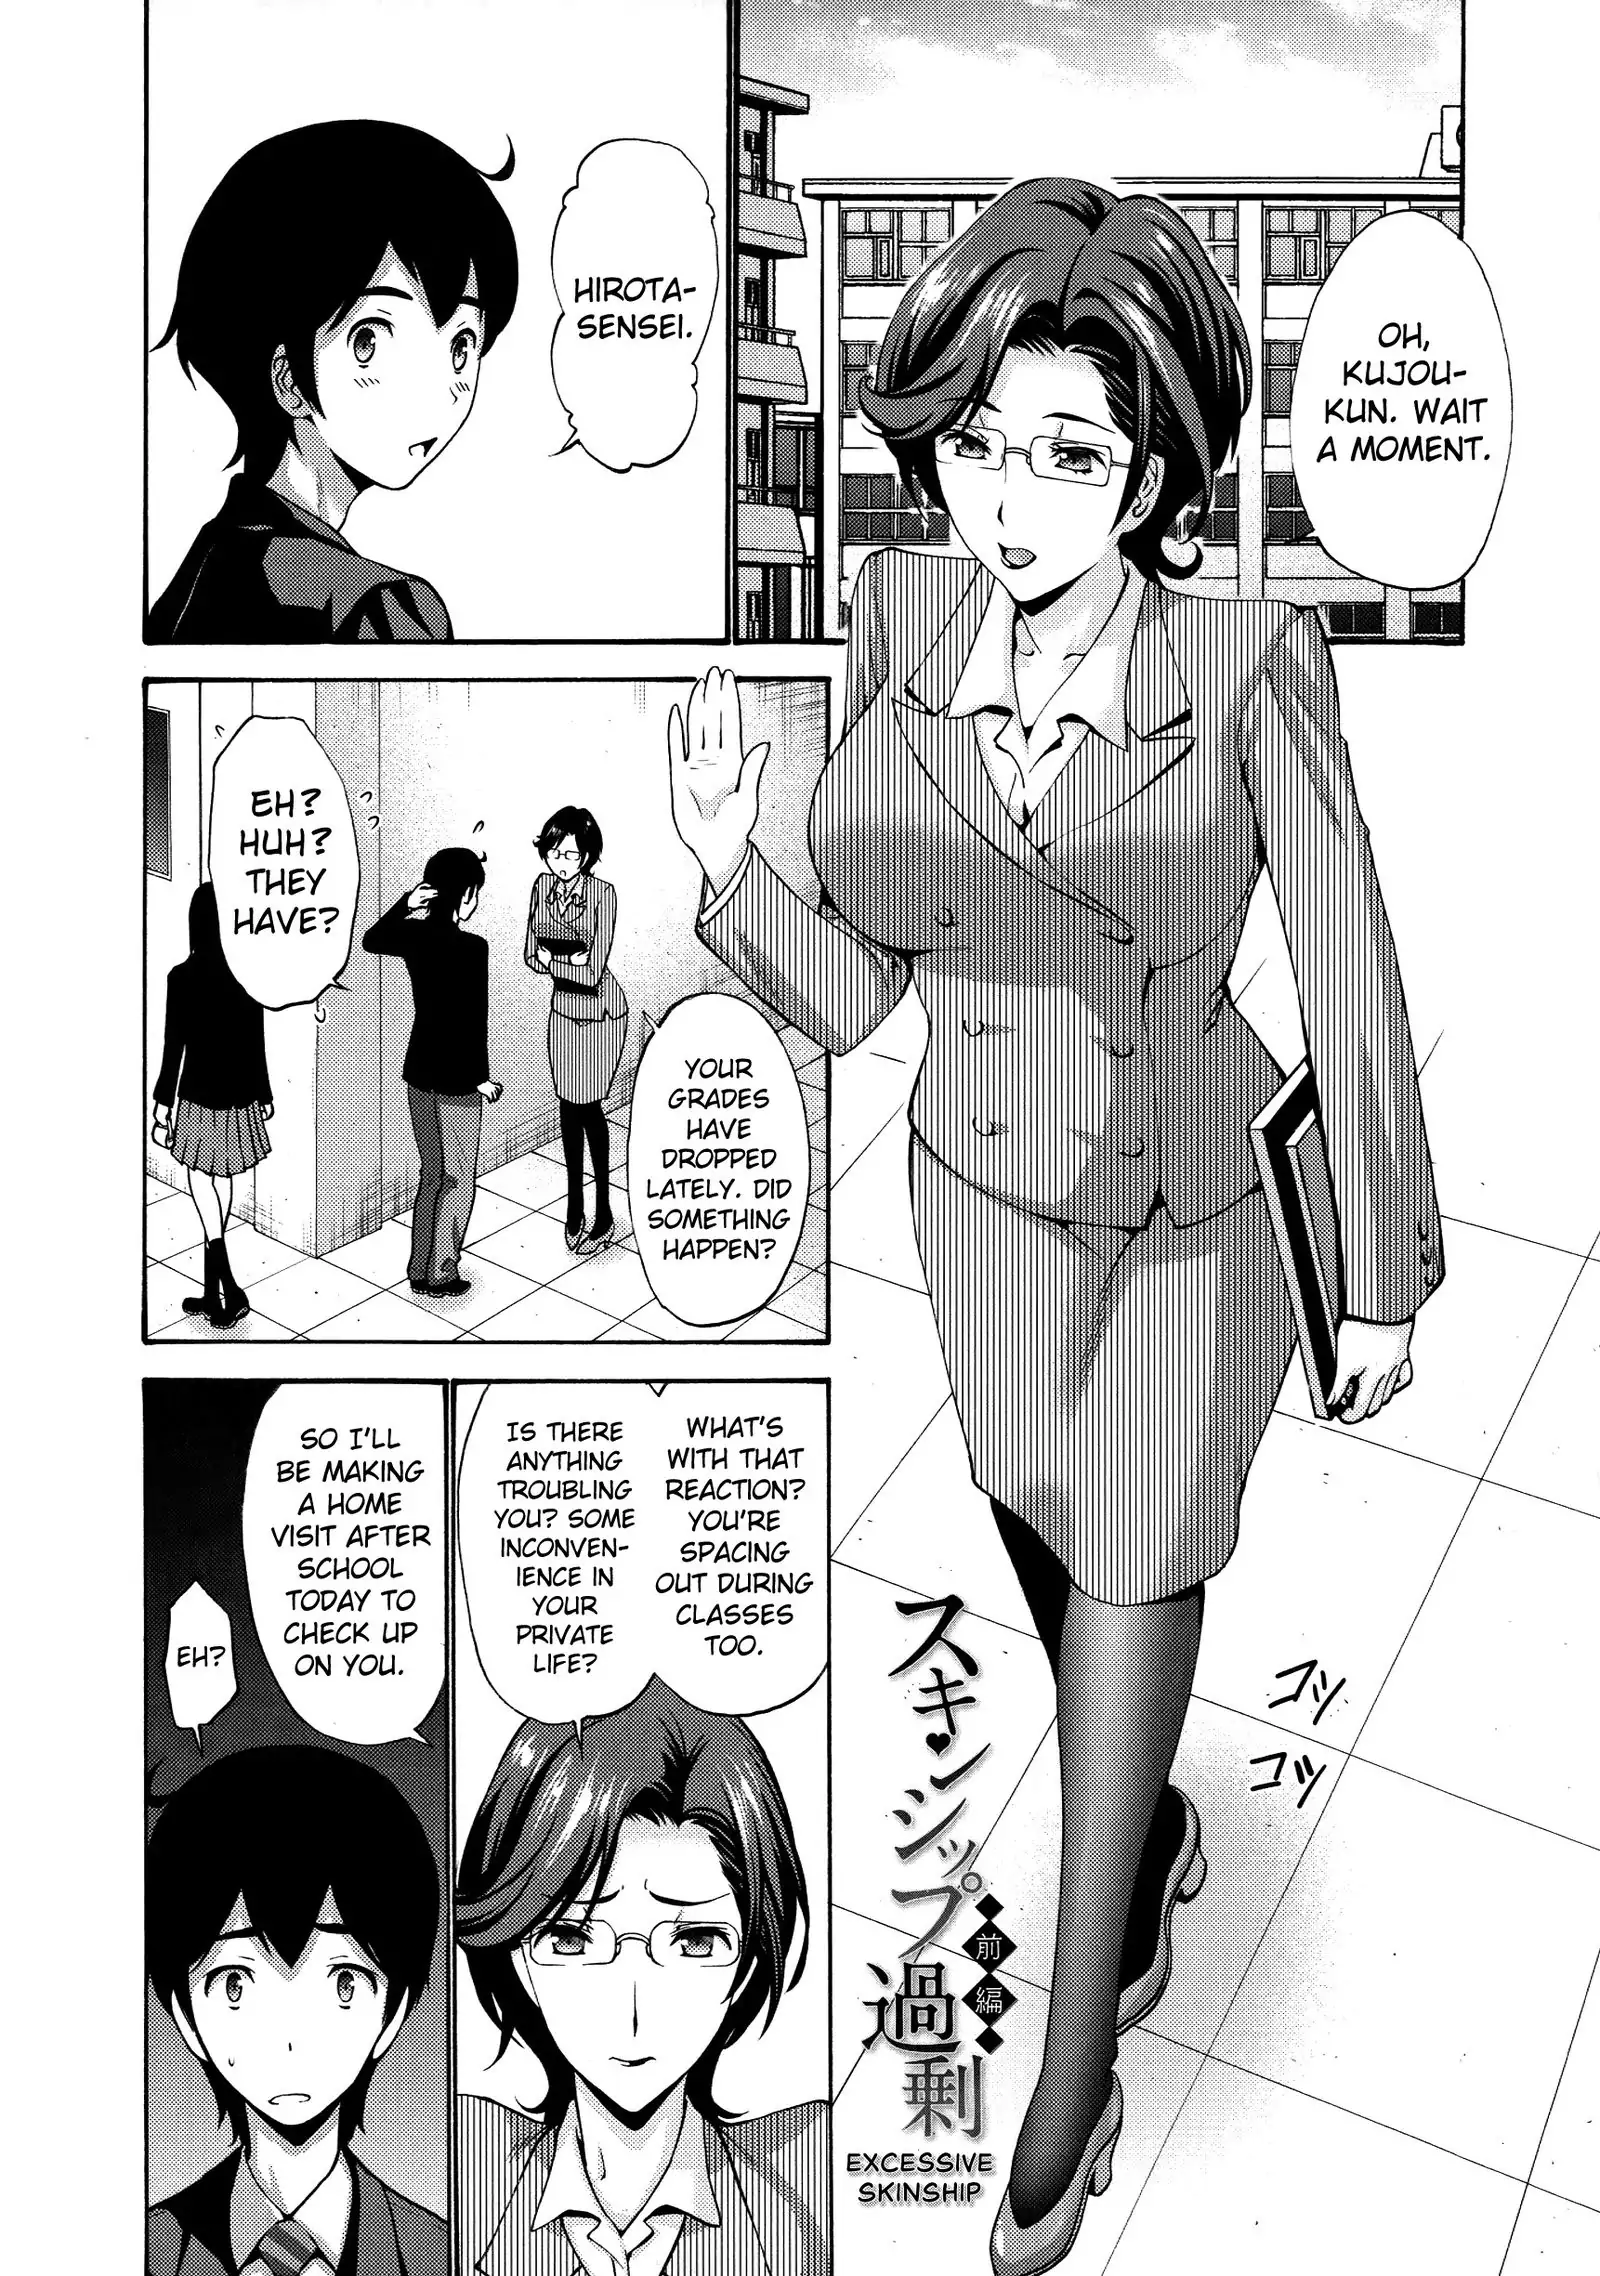 OH,
KUJOU-
KUN. WAIT
A MOMENT.
HIROTA-
SENSEI.
EH?
HUH?
THEY
HAVE?
YOUR
GRADES
HAVE
DROPPED
LATELY. DID
SOMETHING
HAPPEN?
WHAT'S
WITH THAT
REACTION?
YOU'RE
SPACING
OUT DURING
CLASSES
TOO.
IS THERE
ANYTHING
TROUBLING
YOU? SOME
INCONVEN-
IENCE IN
YOUR
PRIVATE
LIFE?
SO I'LL
BE MAKING
A HOME
VISIT AFTER
SCHOOL
TODAY TO
CHECK UP
ON YOU.
EH?
コツ
コツ
スキ♥ンシップ過剰
◆前編◆
EXCESSIVE
SKINSHIP